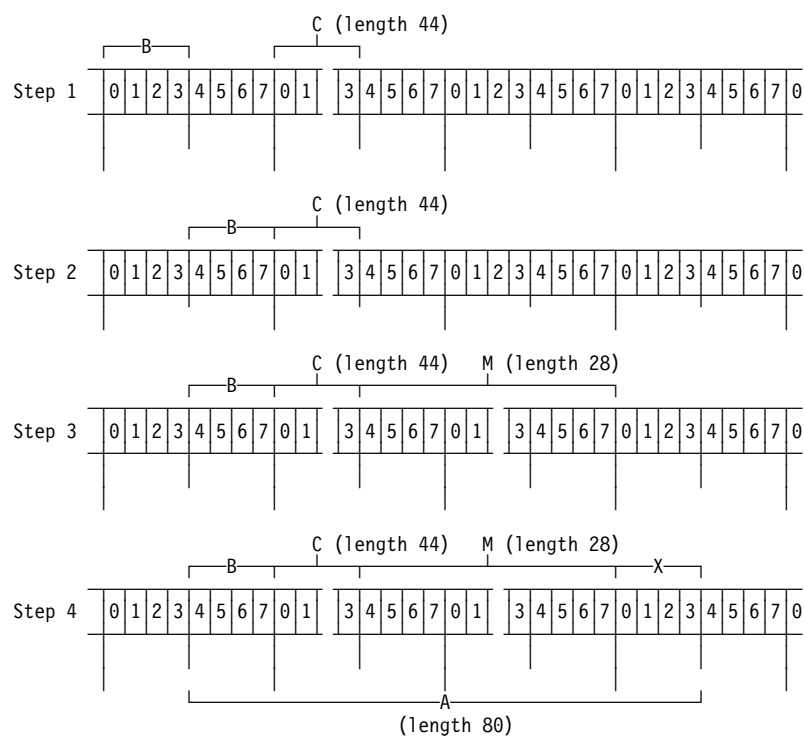 C (length 44)
B
Step 1 0 1 2 3 4 5 6 7 0 1 3 4 5 6 7 0 1 2 3 4 5 6 7 0 1 2 3 4 5 6 7 0
C (length 44)
B
Step 2 0 1 2 3 4 5 6 7 0 1 3 4 5 6 7 0 1 2 3 4 5 6 7 0 1 2 3 4 5 6 7 0
C (length 44) M (length 28)
B
Step 3 0 1 2 3 4 5 6 7 0 1 3 4 5 6 7 0 1 3 4 5 6 7 0 1 2 3 4 5 6 7 0
C (length 44) M (length 28)
B X
Step 4 0 1 2 3 4 5 6 7 0 1 3 4 5 6 7 0 1 3 4 5 6 7 0 1 2 3 4 5 6 7 0
A
(length 80)